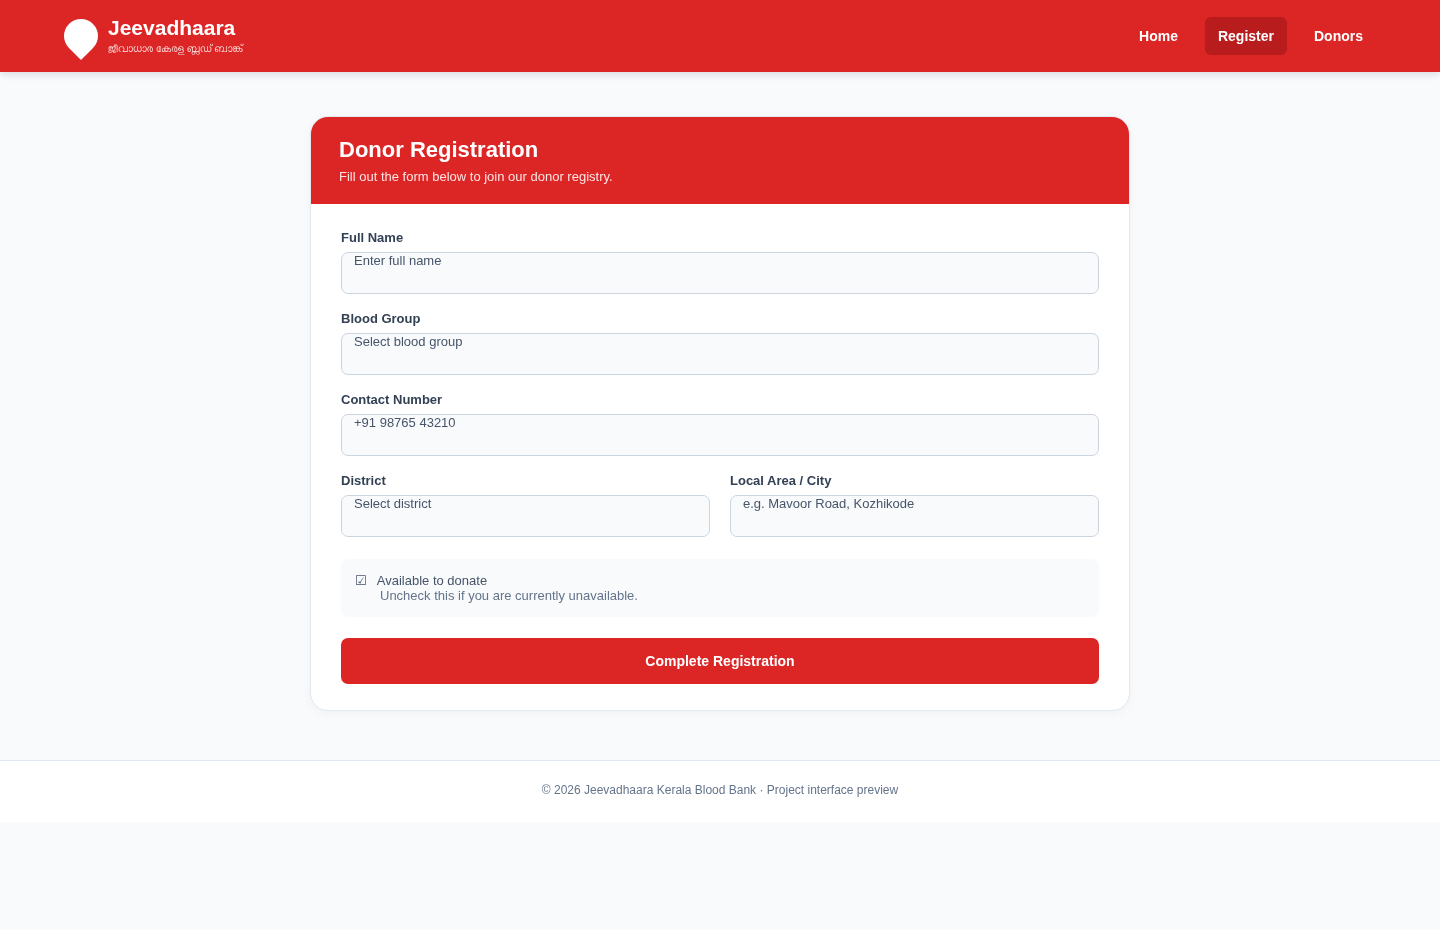 Jeevadhaara
ജീവാധാര കേരള ബ്ലഡ് ബാങ്ക്
Home
Register
Donors
Donor Registration
Fill out the form below to join our donor registry.
Full Name
Enter full name
Blood Group
Select blood group
Contact Number
+91 98765 43210
District
Local Area / City
Select district
e.g. Mavoor Road, Kozhikode
☑ Available to donate
Uncheck this if you are currently unavailable.
Complete Registration
© 2026 Jeevadhaara Kerala Blood Bank · Project interface preview